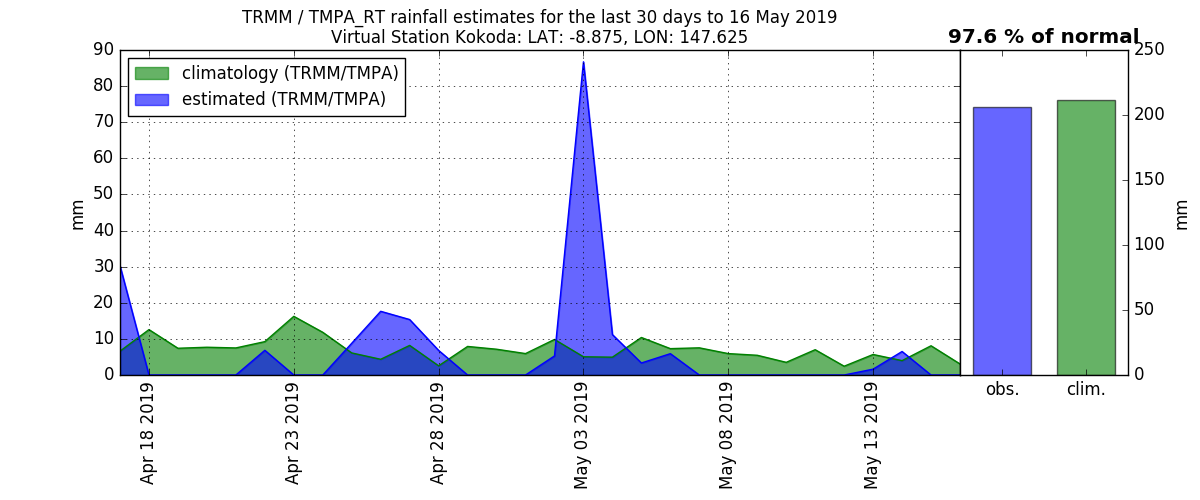 TRMM / TMPA_RT rainfall estimates for the last 30 days to 16 May 2019
Virtual Station Kokoda: LAT: -8.875, LON: 147.625
97.6 % of normal
climatology (TRMM/TMPA)
estimated (TRMM/TMPA)
90
80
70
60
50
40
30
20
10
0
mm
Apr 18 2019
Apr 23 2019
Apr 28 2019
May 03 2019
May 08 2019
May 13 2019
250
200
150
100
50
0
mm
obs.
clim.